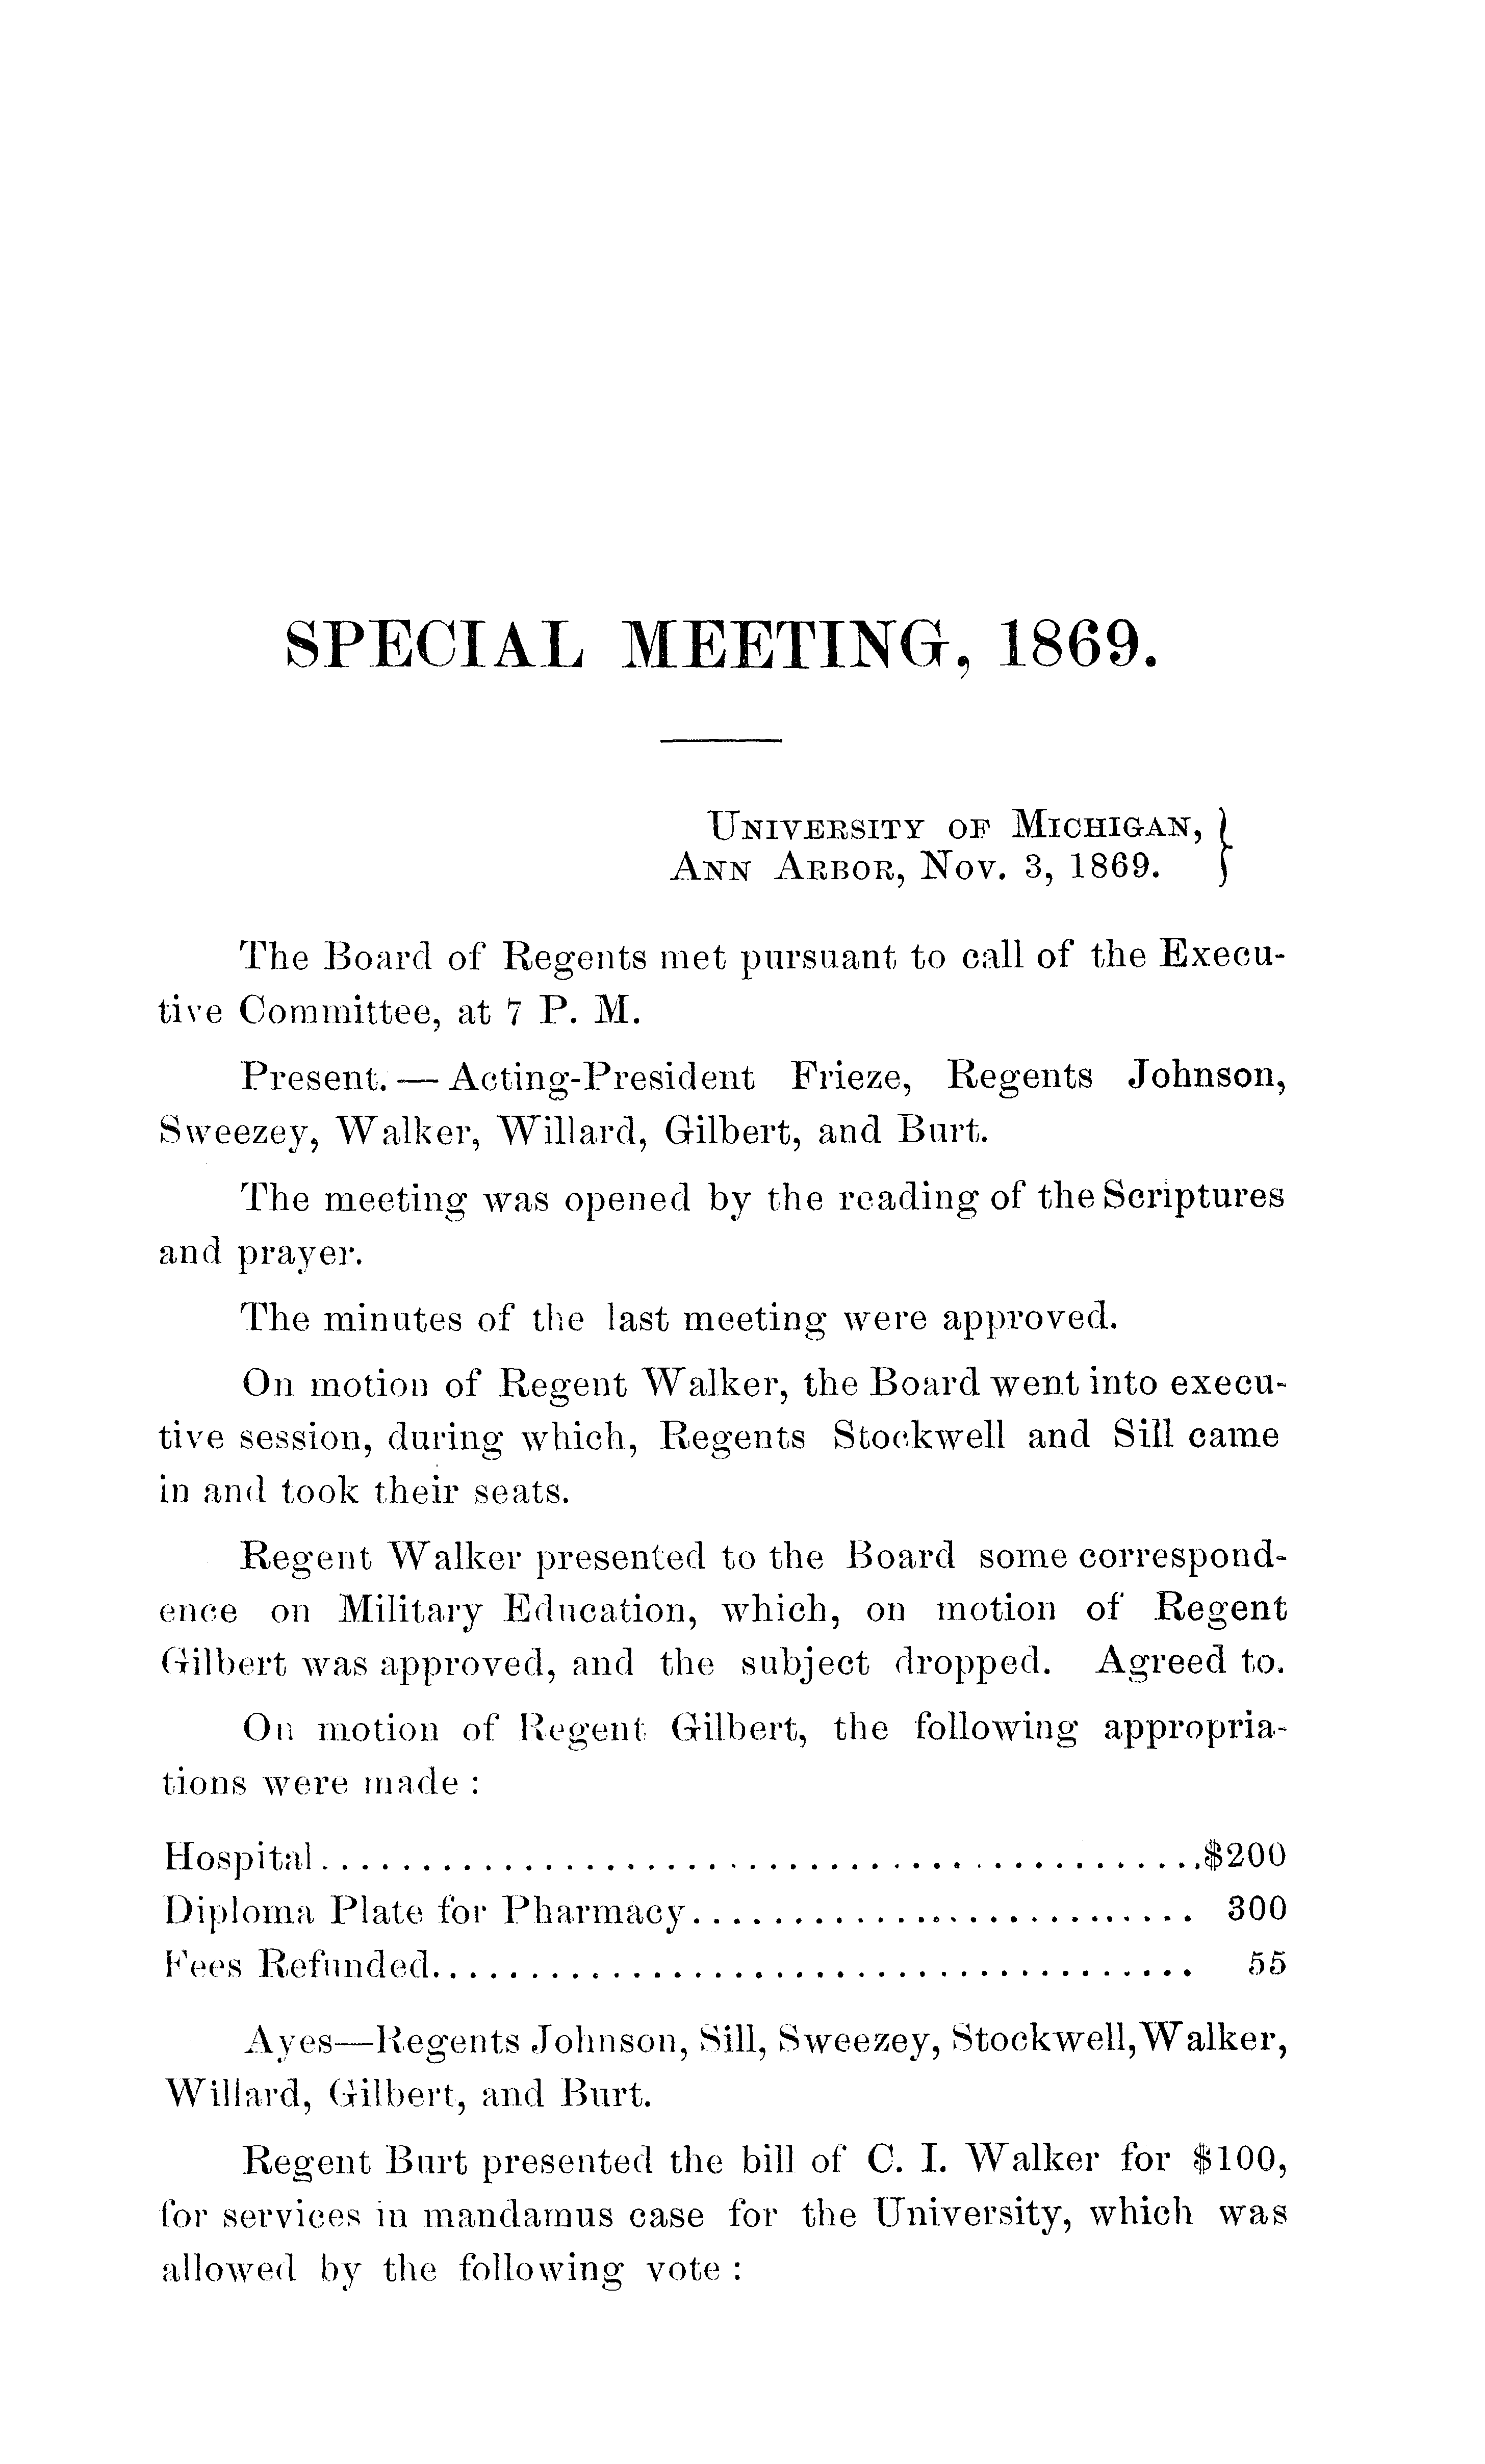 SPECIAL MEETING, 1869.
UNIVERSITY OF MICHIGAN,
ANN ARBOR, NOV. 3, 1869.
The Board of Regents met pursuant to call of the Execu-
tive Committee, at 7 P. M.
Present. — Acting-President Frieze, Regents Johnson,
Sweezey, Walker, Willard, Gilbert, and Burt.
The meeting was opened by the reading of the Scriptures
and prayer.
The minutes of the last meeting were approved.
On motion of Regent Walker, the Board went into execu-
tive session, during which, Regents Stockwell and Sill came
in and took their seats.
Regent Walker presented to the Board some correspond-
ence on Military Education, which, on motion of Regent
Gilbert was approved, and the subject dropped. Agreed to.
On motion of Regent Gilbert, the following appropria-
tions were made :
Hospital............................................$200
Diploma Plate for Pharmacy......................... 300
Fees Refunded...................................... 55
Ayes—Regents Johnson, Sill, Sweezey, Stockwell, Walker,
Willard, Gilbert, and Burt.
Regent Burt presented the bill of C. I. Walker for $100,
for services in mandamus case for the University, which was
allowed by the following vote :